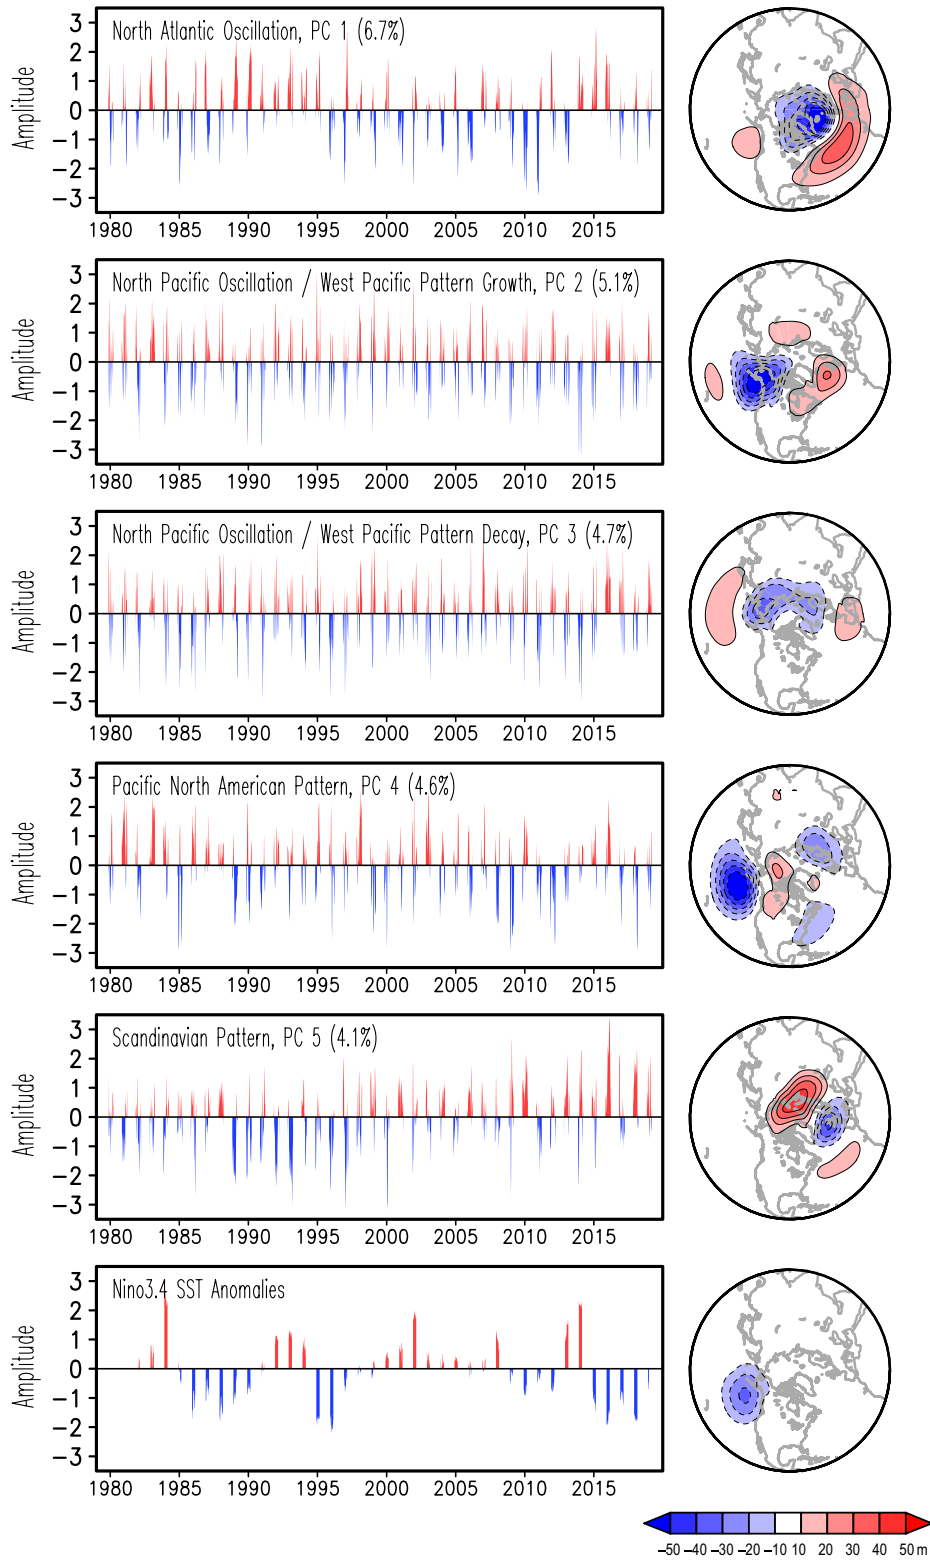 North Atlantic Oscillation, PC 1 (6.7%)
Amplitude
3
2
1
0
−1
−2
−3
1980 1985 1990 1995 2000 2005 2010 2015
North Pacific Oscillation / West Pacific Pattern Growth, PC 2 (5.1%)
Amplitude
3
2
1
0
−1
−2
−3
1980 1985 1990 1995 2000 2005 2010 2015
North Pacific Oscillation / West Pacific Pattern Decay, PC 3 (4.7%)
Amplitude
3
2
1
0
−1
−2
−3
1980 1985 1990 1995 2000 2005 2010 2015
Pacific North American Pattern, PC 4 (4.6%)
Amplitude
3
2
1
0
−1
−2
−3
1980 1985 1990 1995 2000 2005 2010 2015
Scandinavian Pattern, PC 5 (4.1%)
Amplitude
3
2
1
0
−1
−2
−3
1980 1985 1990 1995 2000 2005 2010 2015
Nino3.4 SST Anomalies
Amplitude
3
2
1
0
−1
−2
−3
1980 1985 1990 1995 2000 2005 2010 2015
−50 −40 −30 −20 −10 10 20 30 40 50 m